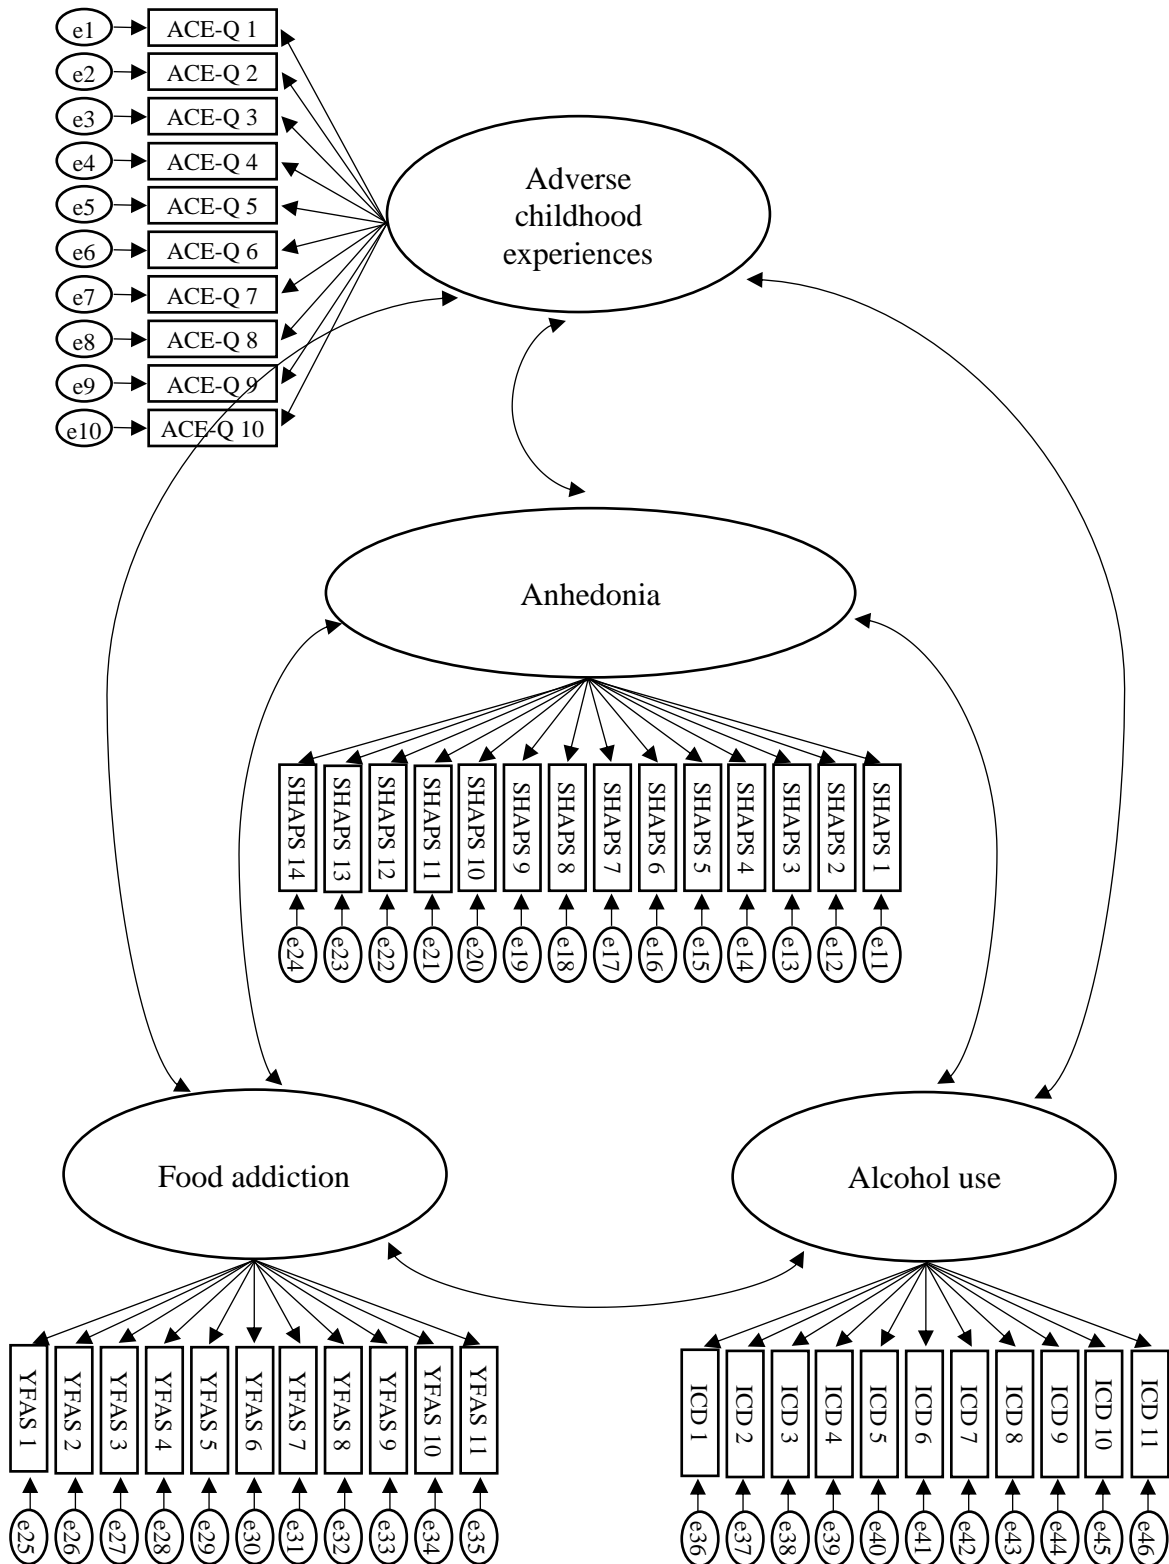 e1 ACE-Q 1
e2 ACE-Q 2
e3 ACE-Q 3
e4 ACE-Q 4
e5 ACE-Q 5
e6 ACE-Q 6
e7 ACE-Q 7
e8 ACE-Q 8
e9 ACE-Q 9
e10 ACE-Q 10
Adverse
childhood
experiences
Anhedonia
SHAPS 14
SHAPS 13
SHAPS 12
SHAPS 11
SHAPS 10
SHAPS 9
SHAPS 8
SHAPS 7
SHAPS 6
SHAPS 5
SHAPS 4
SHAPS 3
SHAPS 2
SHAPS 1
e24
e23
e22
e21
e20
e19
e18
e17
e16
e15
e14
e13
e12
e11
Food addiction
Alcohol use
YFAS 1
YFAS 2
YFAS 3
YFAS 4
YFAS 5
YFAS 6
YFAS 7
YFAS 8
YFAS 9
YFAS 10
YFAS 11
e25
e26
e27
e28
e29
e30
e31
e32
e33
e34
e35
ICD 1
ICD 2
ICD 3
ICD 4
ICD 5
ICD 6
ICD 7
ICD 8
ICD 9
ICD 10
ICD 11
e36
e37
e38
e39
e40
e41
e42
e43
e44
e45
e46